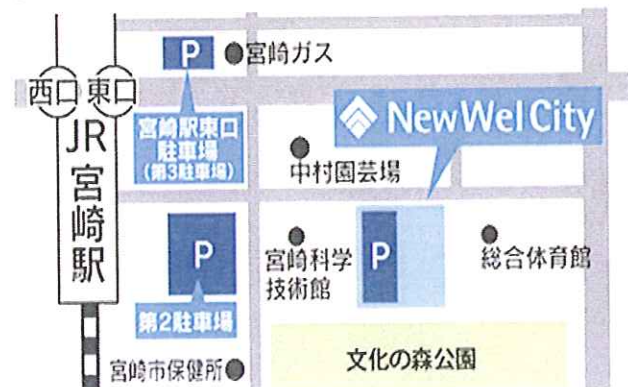 P
宮崎ガス
西口
東口
JR
宮崎駅
宮崎駅東口
駐車場
(第3駐車場)
NewWelCity
中村園芸場
P
第2駐車場
宮崎科学
技術館
P
総合体育館
文化の森公園
宮崎市保健所